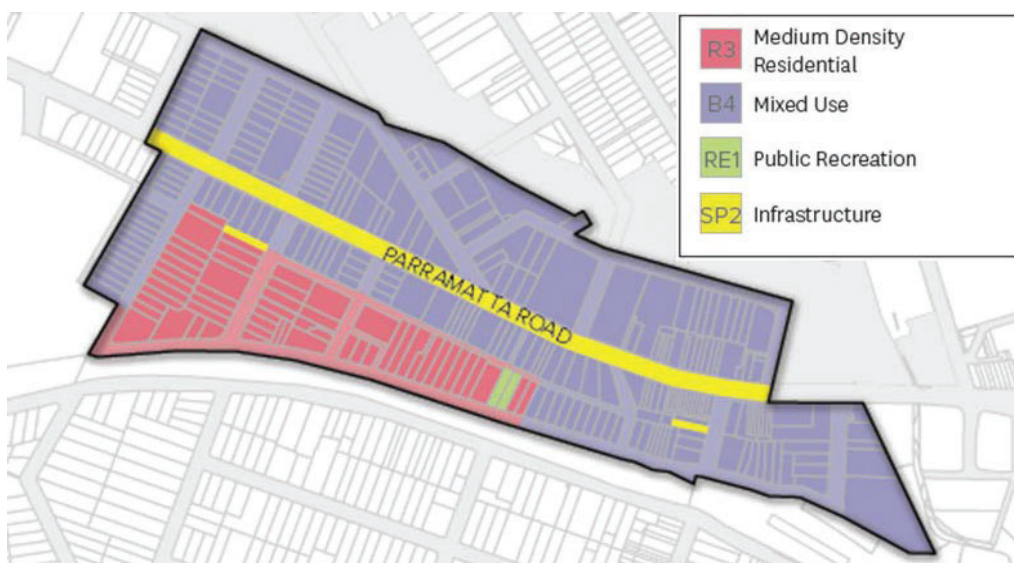 R3 Medium Density
Residential
B4 Mixed Use
RE1 Public Recreation
SP2 Infrastructure
PARRAMATTA ROAD